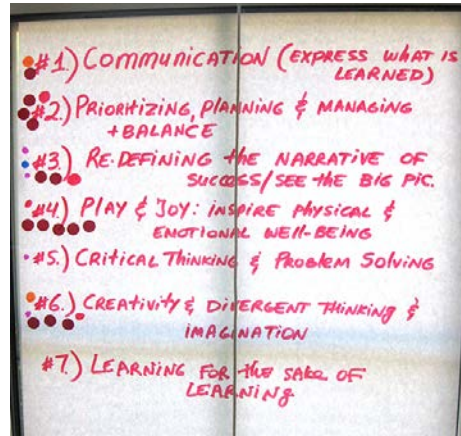 #1.) COMMUNICATION (EXPRESS WHAT IS
LEARNED)
#2.) PRIORITIZING, PLANNING & MANAGING
+BALANCE
#3.) RE-DEFINING the NARRATIVE OF
SUCCESS/SEE the BIG PIC.
#4.) PLAY & JOY: INSPIRE PHYSICAL &
EMOTIONAL WELL-BEING
#5.) CRITICAL THINKING & PROBLEM SOLVING
#6.) CREATIVITY & DIVERGENT THINKING &
IMAGINATION
#7.) LEARNING FOR the SAKE OF
LEARNING